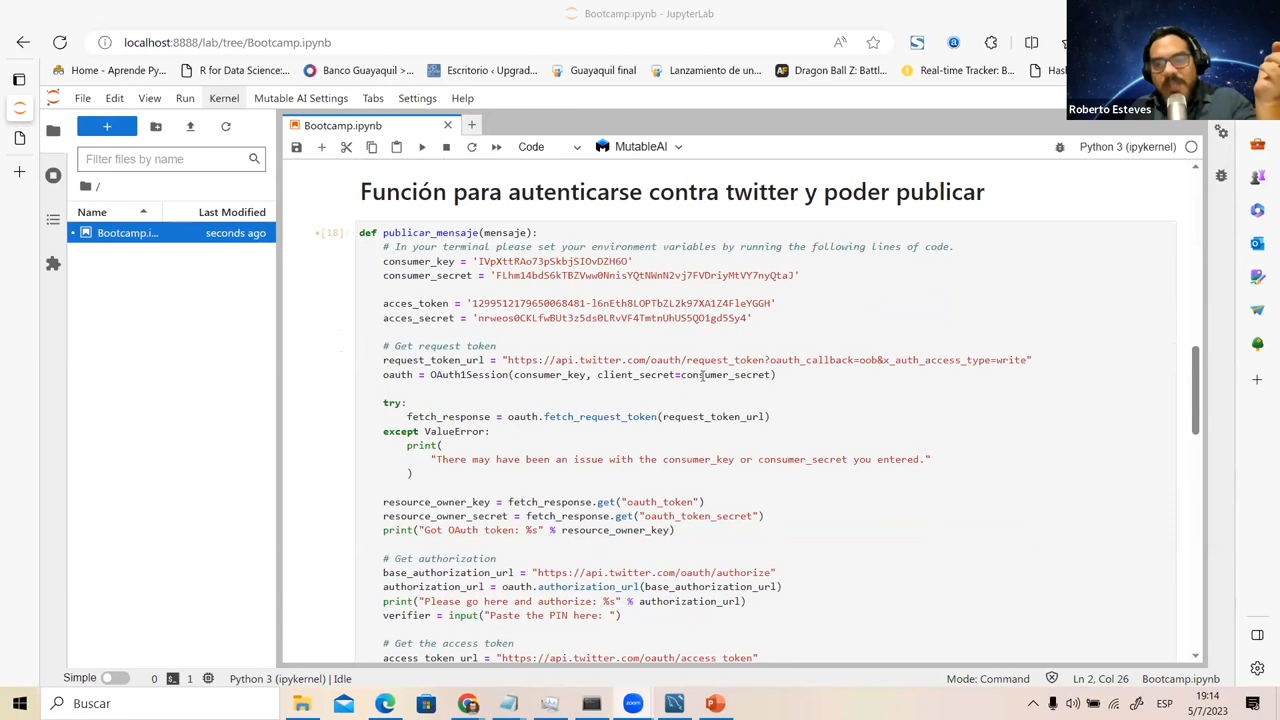 Bootcamp.ipynb - JupyterLab
localhost:8888/lab/tree/Bootcamp.ipynb
Home - Aprende Py...
R for Data Science:...
Banco Guayaquil >...
Escritorio ‹ Upgrad...
Guayaquil final
Lanzamiento de un...
Dragon Ball Z: Battl...
Real-time Tracker: B...
Hash
Roberto Esteves
File Edit View Run Kernel Mutable AI Settings Tabs Settings Help
Bootcamp.ipynb
Filter files by name
Code
MutableAI
Python 3 (ipykernel)
/
Name Last Modified
Bootcamp.i... seconds ago
Función para autenticarse contra twitter y poder publicar
[18]:
def publicar_mensaje(mensaje):
# In your terminal please set your environment variables by running the following lines of code.
consumer_key = 'IVpXttRAo73pSkbjSIOvDZH6O'
consumer_secret = 'FLhm14bdS6kTBZVww0NnisYQtNWnN2vj7FVDriyMtVY7nyQtaJ'
acces_token = '1299512179650068481-l6nEth8LOPTbZL2k97XA1Z4FleYGGH'
acces_secret = 'nrweos0CKLfwBUt3z5ds0LRvVF4TmtnUhUS5QO1gd5Sy4'
# Get request token
request_token_url = "https://api.twitter.com/oauth/request_token?oauth_callback=oob&x_auth_access_type=write"
oauth = OAuth1Session(consumer_key, client_secret=consumer_secret)
try:
fetch_response = oauth.fetch_request_token(request_token_url)
except ValueError:
print(
"There may have been an issue with the consumer_key or consumer_secret you entered."
)
resource_owner_key = fetch_response.get("oauth_token")
resource_owner_secret = fetch_response.get("oauth_token_secret")
print("Got OAuth token: %s" % resource_owner_key)
# Get authorization
base_authorization_url = "https://api.twitter.com/oauth/authorize"
authorization_url = oauth.authorization_url(base_authorization_url)
print("Please go here and authorize: %s" % authorization_url)
verifier = input("Paste the PIN here: ")
# Get the access token
access_token_url = "https://api.twitter.com/oauth/access_token"
Simple 0 1 Python 3 (ipykernel) | Idle
Mode: Command Ln 2, Col 26 Bootcamp.ipynb
Buscar
ESP
19:14
5/7/2023